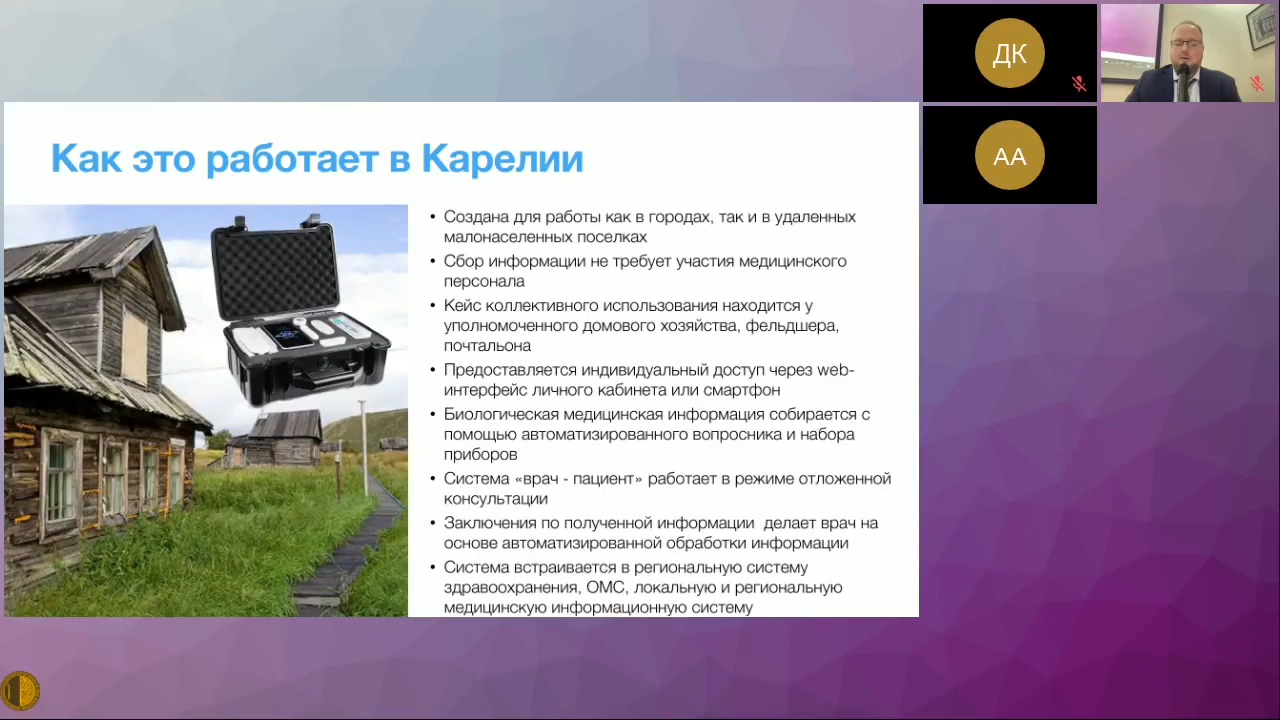 Как это работает в Карелии
• Создана для работы как в городах, так и в удаленных
малонаселенных поселках
• Сбор информации не требует участия медицинского
персонала
• Кейс коллективного использования находится у
уполномоченного домового хозяйства, фельдшера,
почтальона
• Предоставляется индивидуальный доступ через web-
интерфейс личного кабинета или смартфон
• Биологическая медицинская информация собирается с
помощью автоматизированного вопросника и набора
приборов
• Система «врач - пациент» работает в режиме отложенной
консультации
• Заключения по полученной информации  делает врач на
основе автоматизированной обработки информации
• Система встраивается в региональную систему
здравоохранения, ОМС, локальную и региональную
медицинскую информационную систему
ДК
АА